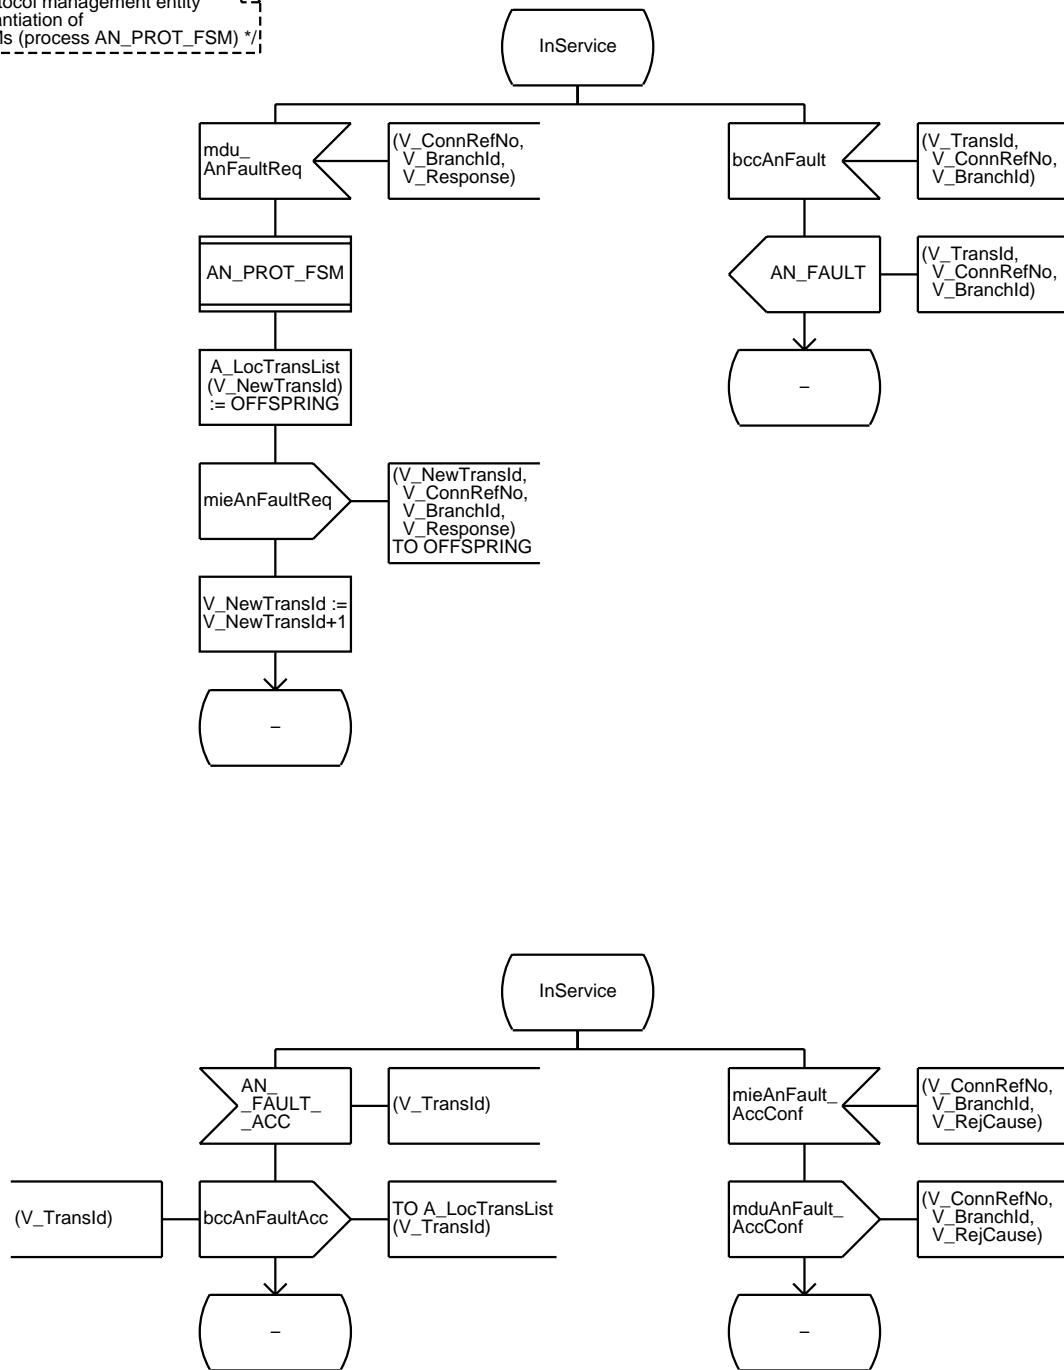 tocol management entity
antiation of
Ms (process AN_PROT_FSM) */
InService
mdu_
AnFaultReq
(V_ConnRefNo,
V_BranchId,
V_Response)
bccAnFault
(V_TransId,
V_ConnRefNo,
V_BranchId)
AN_PROT_FSM
AN_FAULT
(V_TransId,
V_ConnRefNo,
V_BranchId)
A_LocTransList
(V_NewTransId)
:= OFFSPRING
–
mieAnFaultReq
(V_NewTransId,
V_ConnRefNo,
V_BranchId,
V_Response)
TO OFFSPRING
V_NewTransId :=
V_NewTransId+1
–
InService
AN_
_FAULT_
_ACC
(V_TransId)
mieAnFault_
AccConf
(V_ConnRefNo,
V_BranchId,
V_RejCause)
(V_TransId)
bccAnFaultAcc
TO A_LocTransList
(V_TransId)
mduAnFault_
AccConf
(V_ConnRefNo,
V_BranchId,
V_RejCause)
–
–